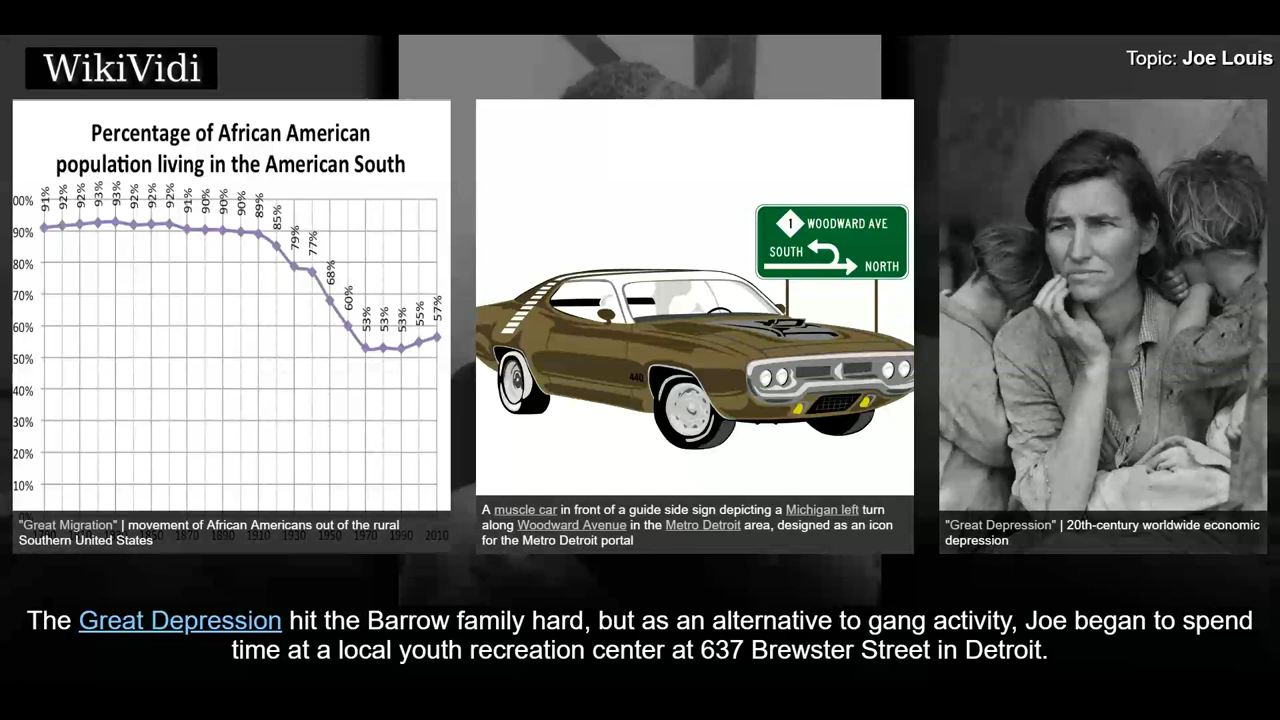 WikiVidi
Topic: Joe Louis
Percentage of African American
population living in the American South
91% 92% 92% 93% 93% 92% 92% 92% 91% 90% 90% 90% 89% 85% 79% 77% 68% 60% 53% 53% 53% 55% 57%
00%
90%
80%
70%
60%
50%
40%
30%
20%
10%
1850 1870 1890 1910 1930 1950 1970 1990 2010
"Great Migration" | movement of African Americans out of the rural
Southern United States
1 WOODWARD AVE
SOUTH
NORTH
440
A muscle car in front of a guide side sign depicting a Michigan left turn
along Woodward Avenue in the Metro Detroit area, designed as an icon
for the Metro Detroit portal
"Great Depression" | 20th-century worldwide economic
depression
The Great Depression hit the Barrow family hard, but as an alternative to gang activity, Joe began to spend
time at a local youth recreation center at 637 Brewster Street in Detroit.